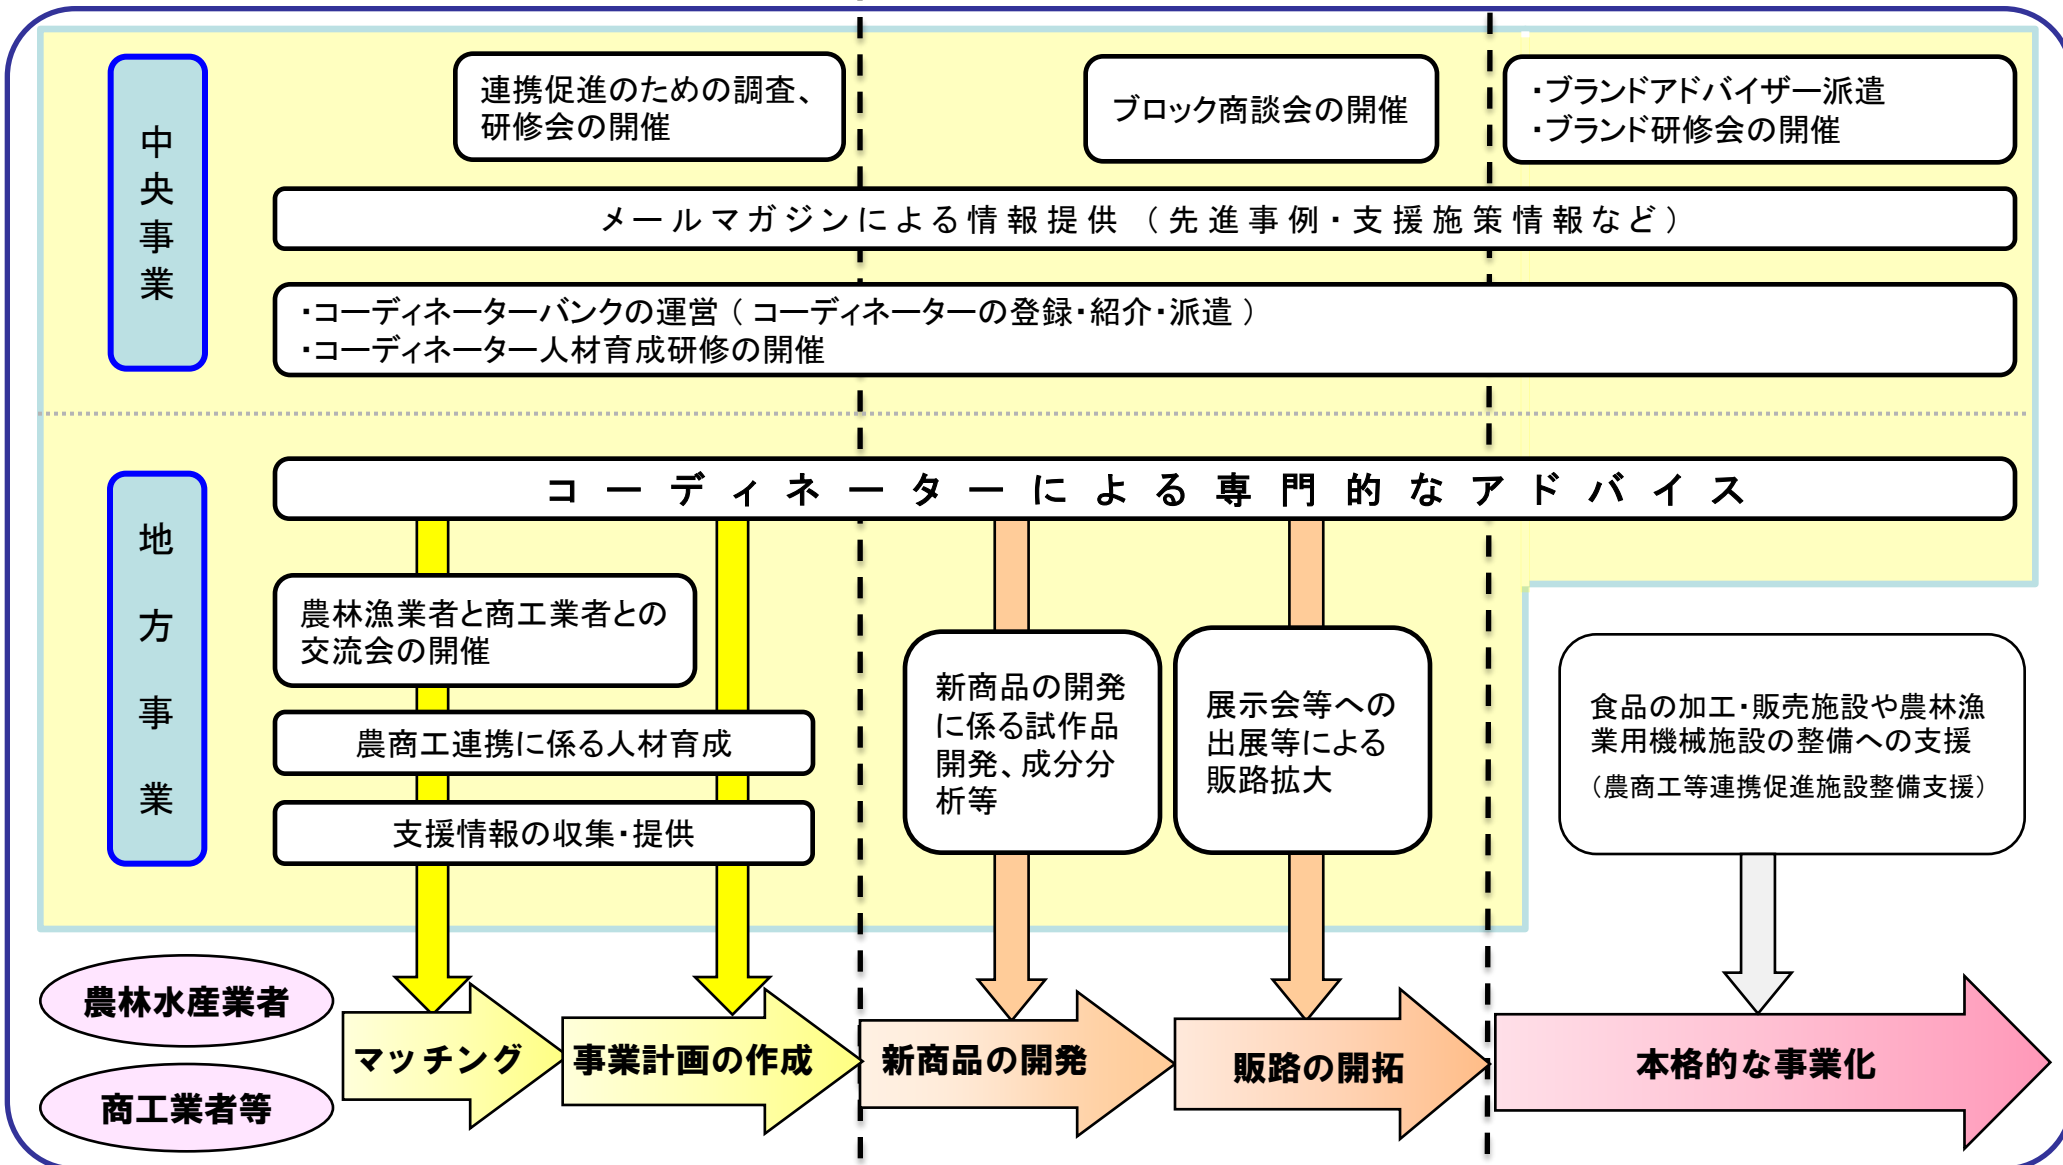 中央事業
連携促進のための調査、
研修会の開催
ブロック商談会の開催
・ブランドアドバイザー派遣
・ブランド研修会の開催
メールマガジンによる情報提供（先進事例・支援施策情報など）
・コーディネーターバンクの運営（コーディネーターの登録・紹介・派遣）
・コーディネーター人材育成研修の開催
地方事業
コーディネーターによる専門的なアドバイス
農林漁業者と商工業者との
交流会の開催
農商工連携に係る人材育成
支援情報の収集・提供
新商品の開発
に係る試作品
開発、成分分
析等
展示会等への
出展等による
販路拡大
食品の加工・販売施設や農林漁
業用機械施設の整備への支援
（農商工等連携促進施設整備支援）
農林水産業者
商工業者等
マッチング
事業計画の作成
新商品の開発
販路の開拓
本格的な事業化